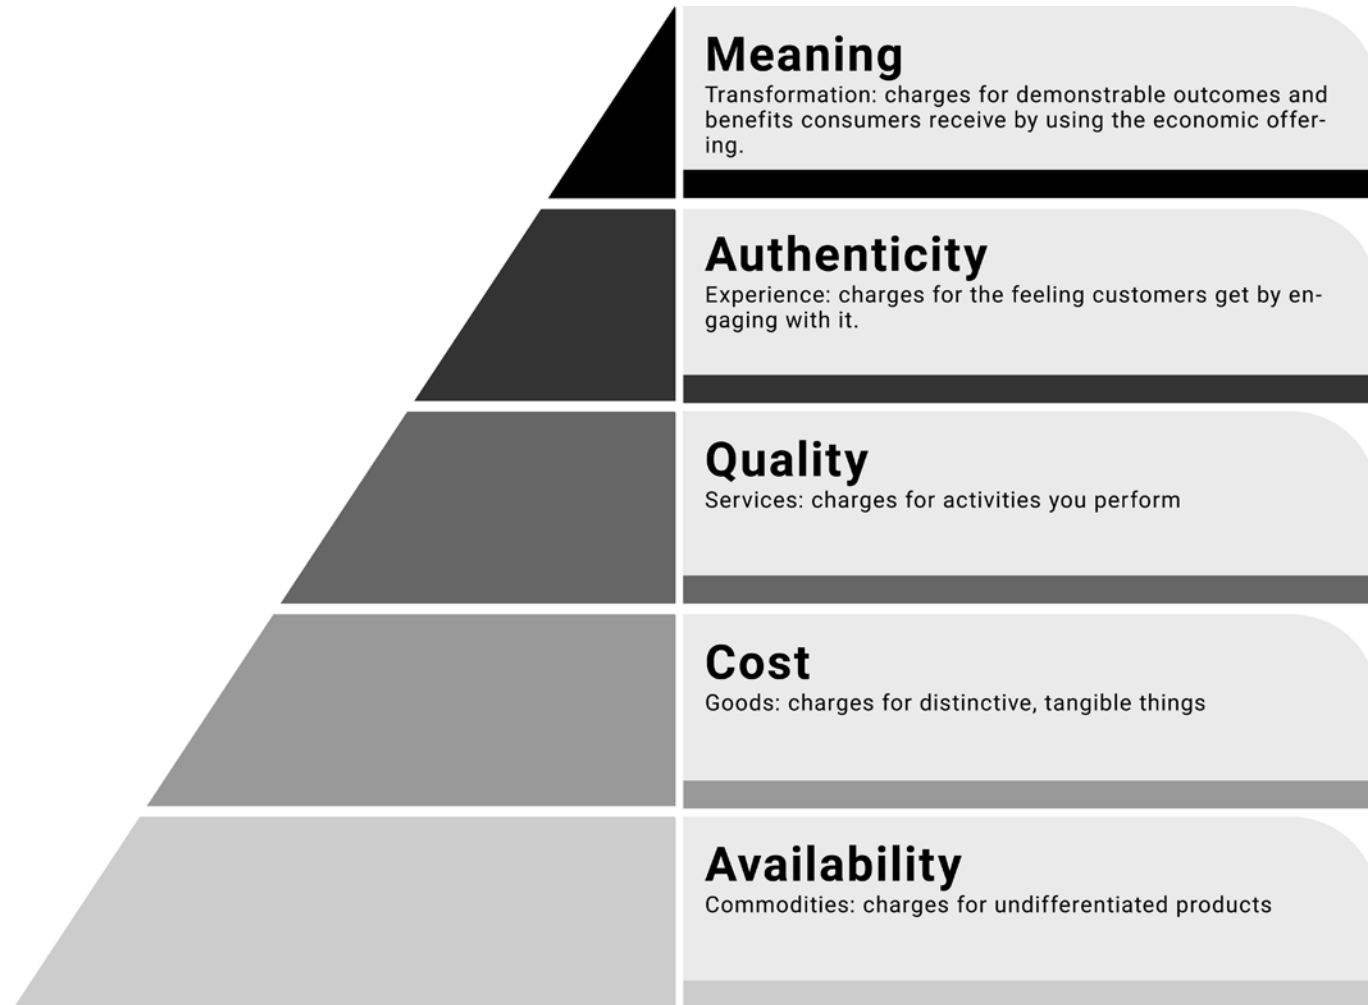 Meaning
Transformation: charges for demonstrable outcomes and
benefits consumers receive by using the economic offer-
ing.
Authenticity
Experience: charges for the feeling customers get by en-
gaging with it.
Quality
Services: charges for activities you perform
Cost
Goods: charges for distinctive, tangible things
Availability
Commodities: charges for undifferentiated products